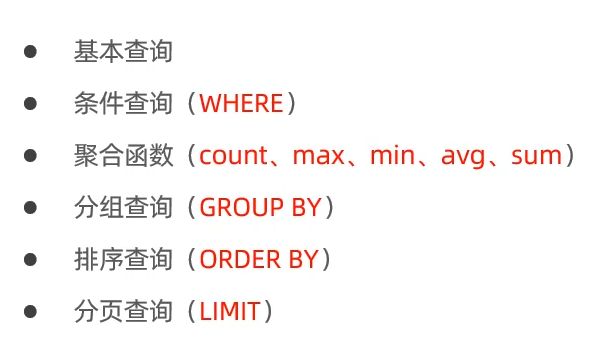 ● 基本查询
● 条件查询（WHERE）
● 聚合函数（count、max、min、avg、sum）
● 分组查询（GROUP BY）
● 排序查询（ORDER BY）
● 分页查询（LIMIT）